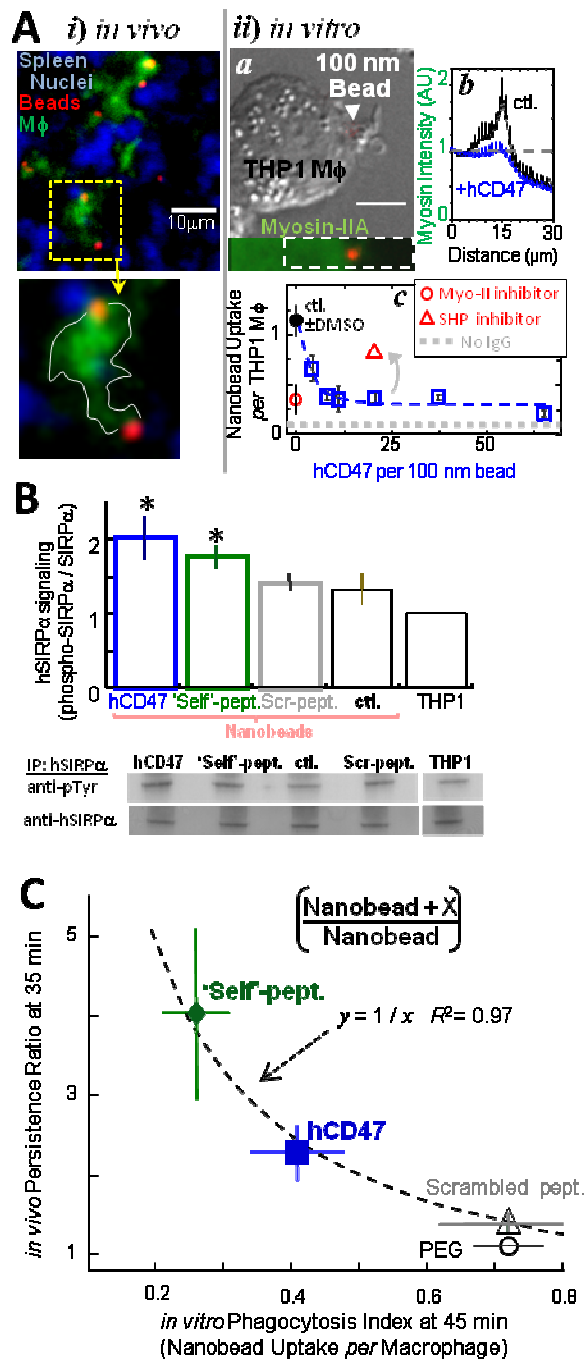 A
i) in vivo
ii) in vitro
Spleen
Nuclei
Beads
Mϕ
10μm
a
100 nm
Bead
THP1 Mϕ
Myosin-IIA
b
ctl.
+hCD47
Myosin Intensity (AU)
2
1
0
0 15 30
Distance (μm)
c
ctl.
±DMSO
Myo-II inhibitor
SHP inhibitor
No IgG
Nanobead Uptake
per THP1 Mϕ
1
0
0 25 50
hCD47 per 100 nm bead
B
hSIRPα signaling
(phospho-SIRPα / SIRPα)
2
1
0
*
*
hCD47 'Self'-pept. Scr-pept. ctl. THP1
Nanobeads
IP: hSIRPα
hCD47 'Self'-pept. ctl. Scr-pept. THP1
anti-pTyr
anti-hSIRPα
C
(Nanobead + X
Nanobead)
5
3
1
'Self'-pept.
y = 1 / x R²= 0.97
hCD47
Scrambled pept.
PEG
in vivo Persistence Ratio at 35 min
0.2 0.4 0.6 0.8
in vitro Phagocytosis Index at 45 min
(Nanobead Uptake per Macrophage)